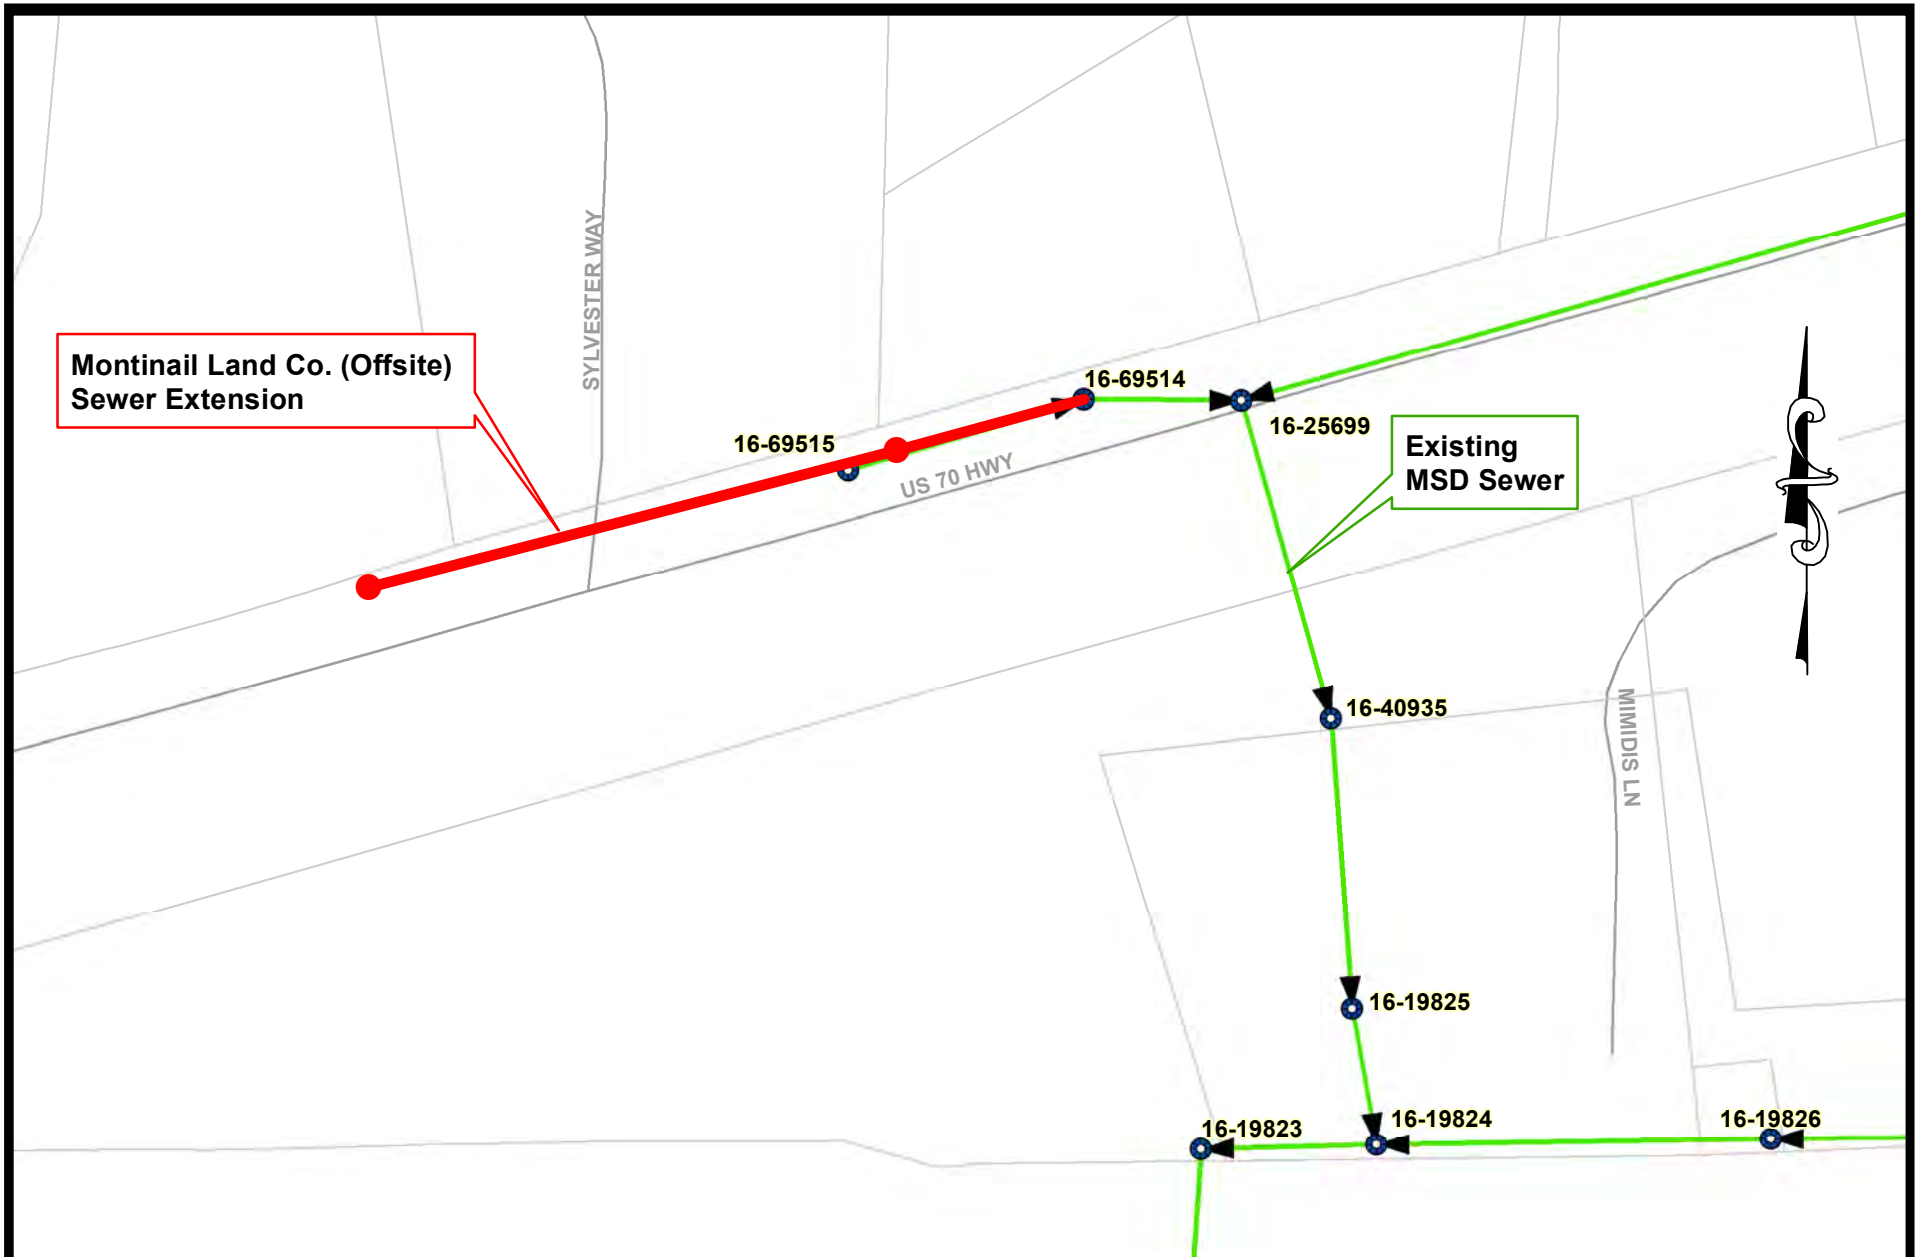 SYLVESTER WAY
Montinail Land Co. (Offsite)
Sewer Extension
16-69514
16-69515
16-25699
US 70 HWY
Existing
MSD Sewer
16-40935
MIMIDIS LN
16-19825
16-19824
16-19826
16-19823